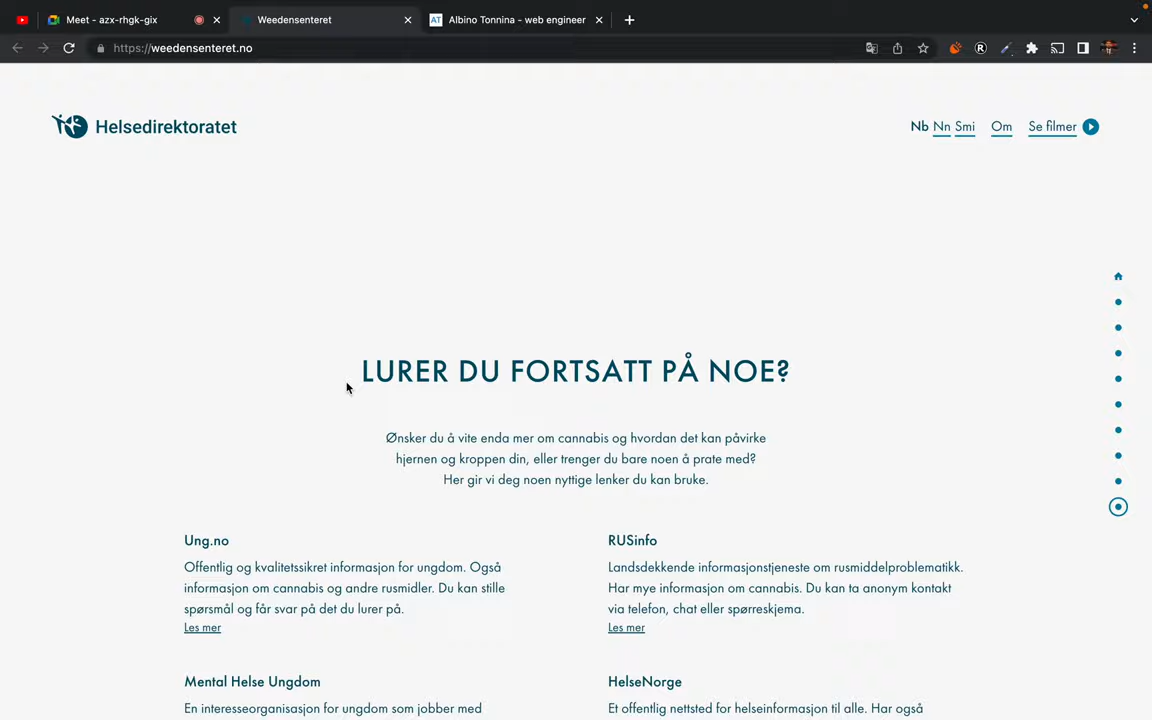 Meet - azx-rhgk-gix
Weedensenteret
AT Albino Tonnina - web engineer
https://weedensenteret.no
Helsedirektoratet
Nb Nn Smi Om Se filmer
LURER DU FORTSATT PÅ NOE?
Ønsker du å vite enda mer om cannabis og hvordan det kan påvirke
hjernen og kroppen din, eller trenger du bare noen å prate med?
Her gir vi deg noen nyttige lenker du kan bruke.
Ung.no
Offentlig og kvalitetssikret informasjon for ungdom. Også
informasjon om cannabis og andre rusmidler. Du kan stille
spørsmål og får svar på det du lurer på.
Les mer
RUSinfo
Landsdekkende informasjonstjeneste om rusmiddelproblematikk.
Har mye informasjon om cannabis. Du kan ta anonym kontakt
via telefon, chat eller spørreskjema.
Les mer
Mental Helse Ungdom
En interesseorganisasjon for ungdom som jobber med
HelseNorge
Et offentlig nettsted for helseinformasjon til alle. Har også